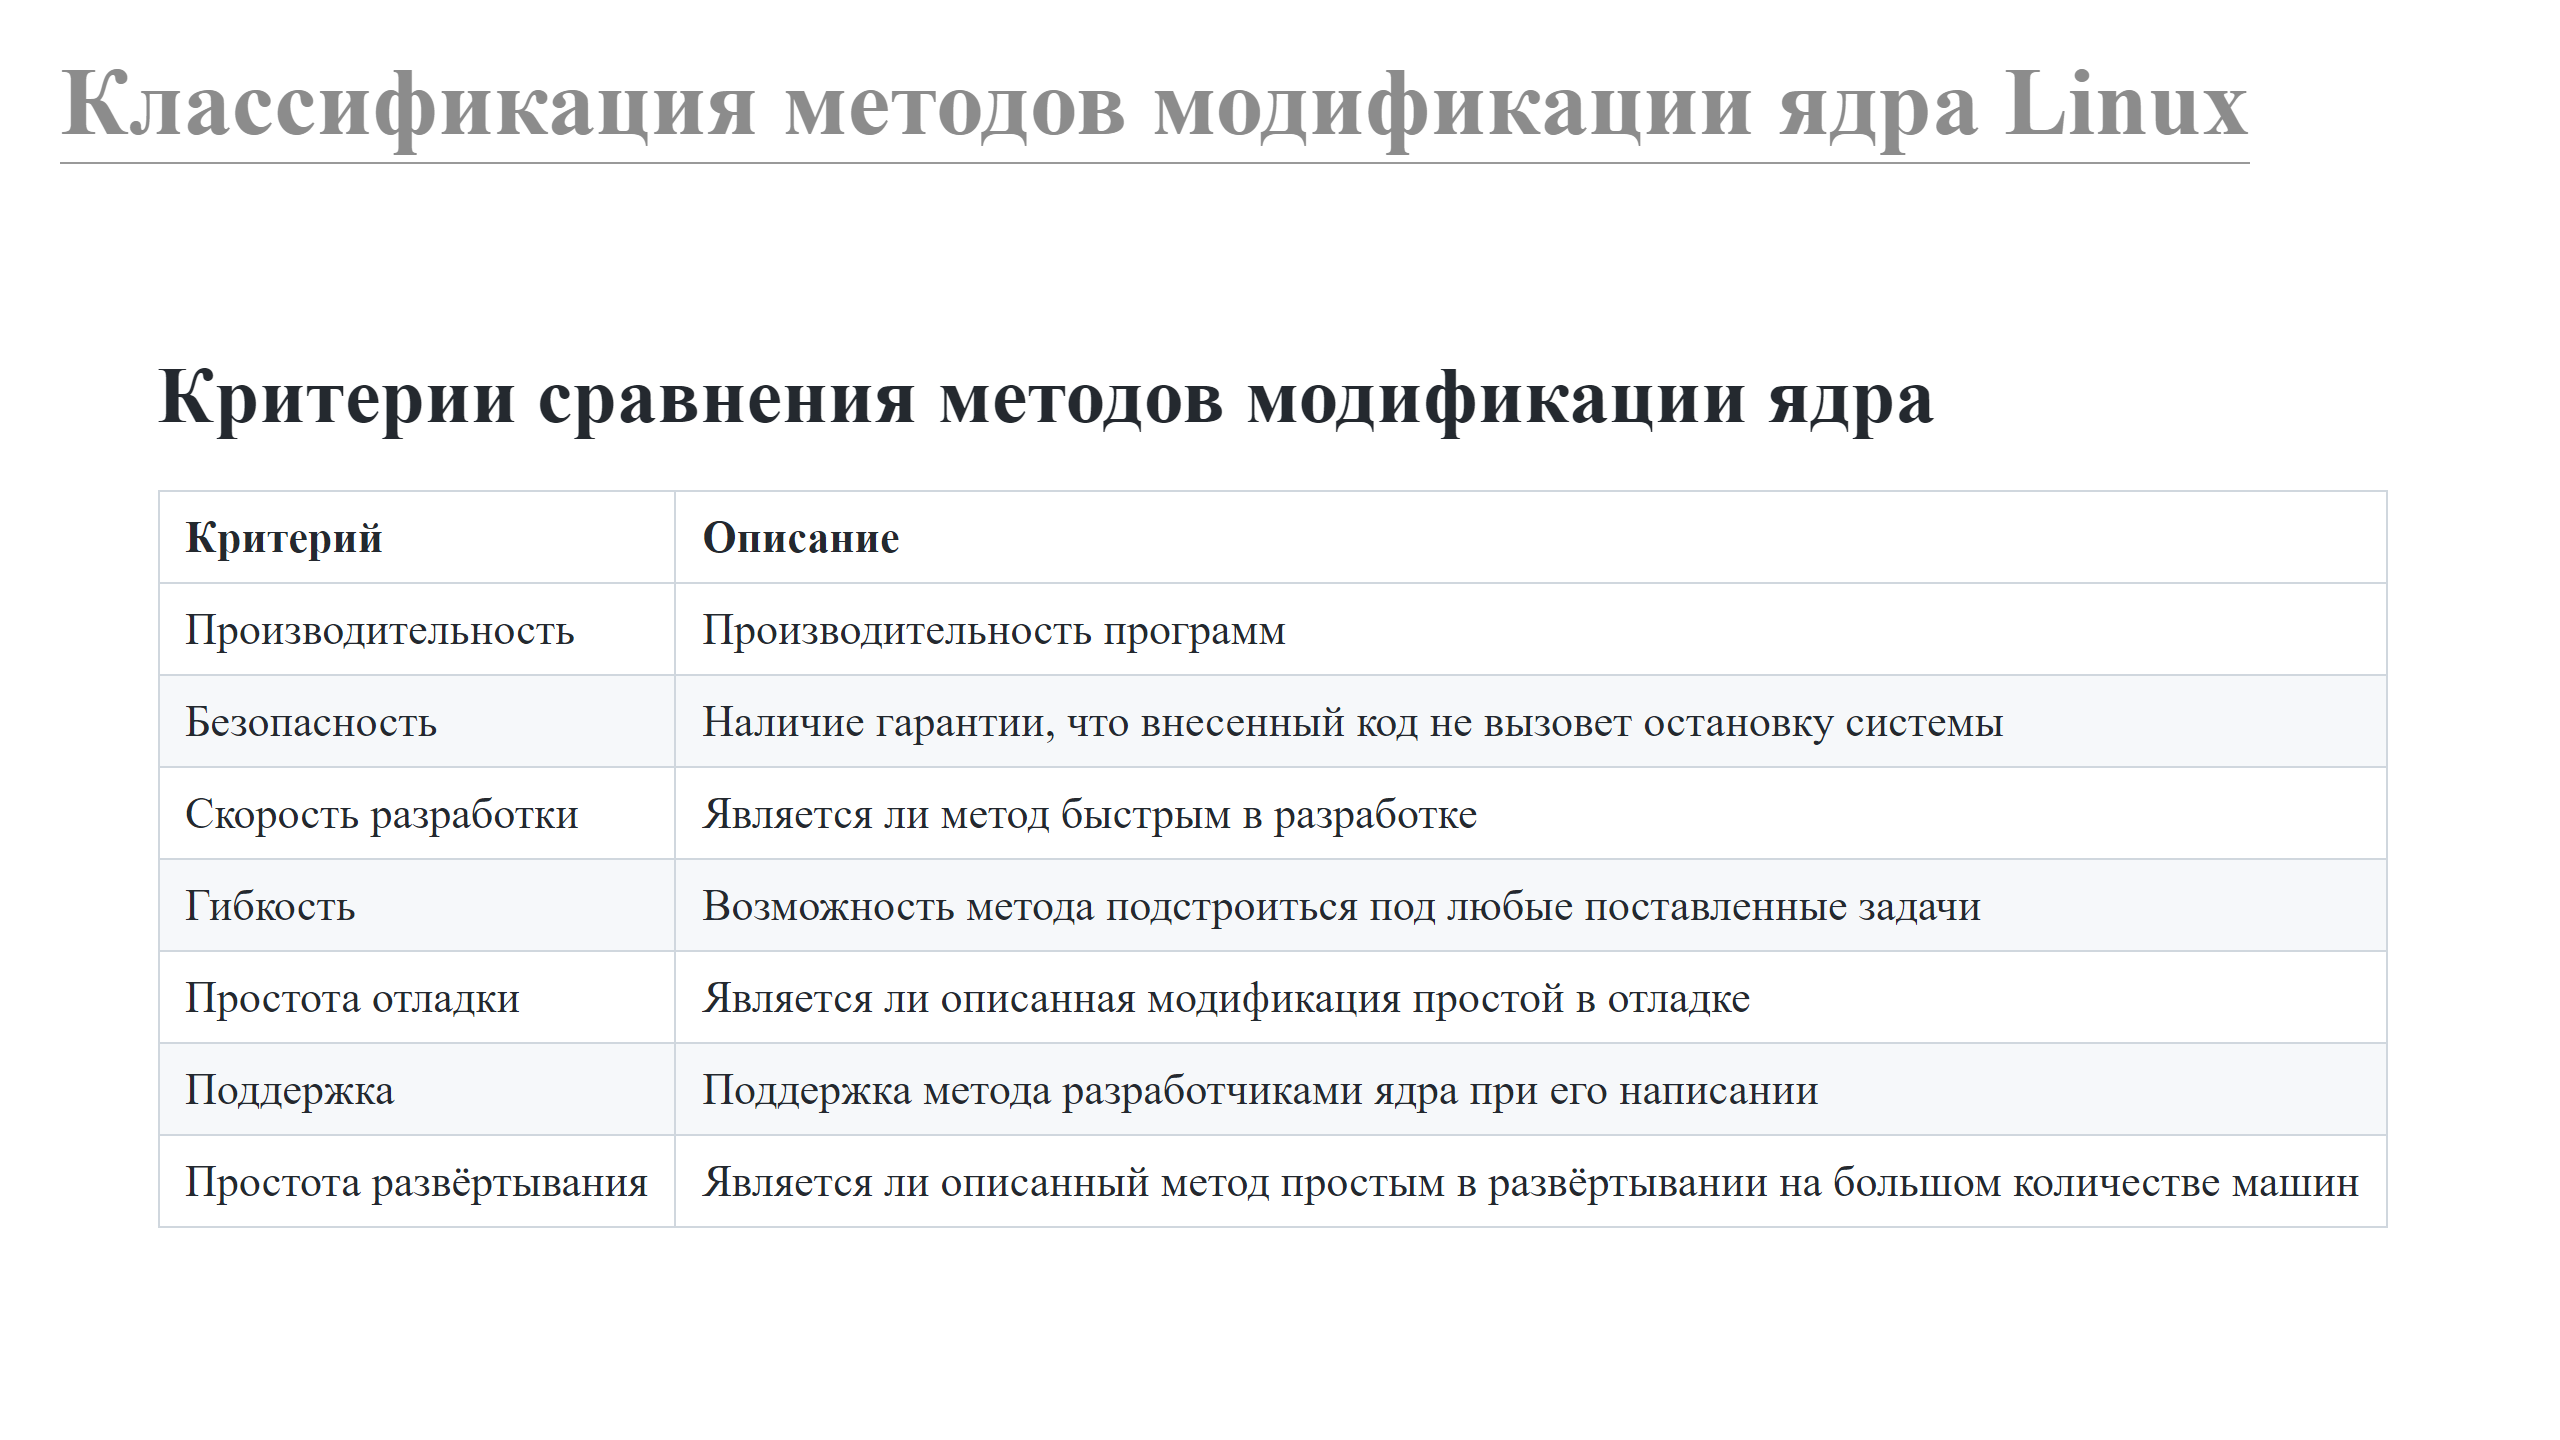 Классификация методов модификации ядра Linux
Критерии сравнения методов модификации ядра
Критерий Описание
Производительность Производительность программ
Безопасность Наличие гарантии, что внесенный код не вызовет остановку системы
Скорость разработки Является ли метод быстрым в разработке
Гибкость Возможность метода подстроиться под любые поставленные задачи
Простота отладки Является ли описанная модификация простой в отладке
Поддержка Поддержка метода разработчиками ядра при его написании
Простота развёртывания Является ли описанный метод простым в развёртывании на большом количестве машин